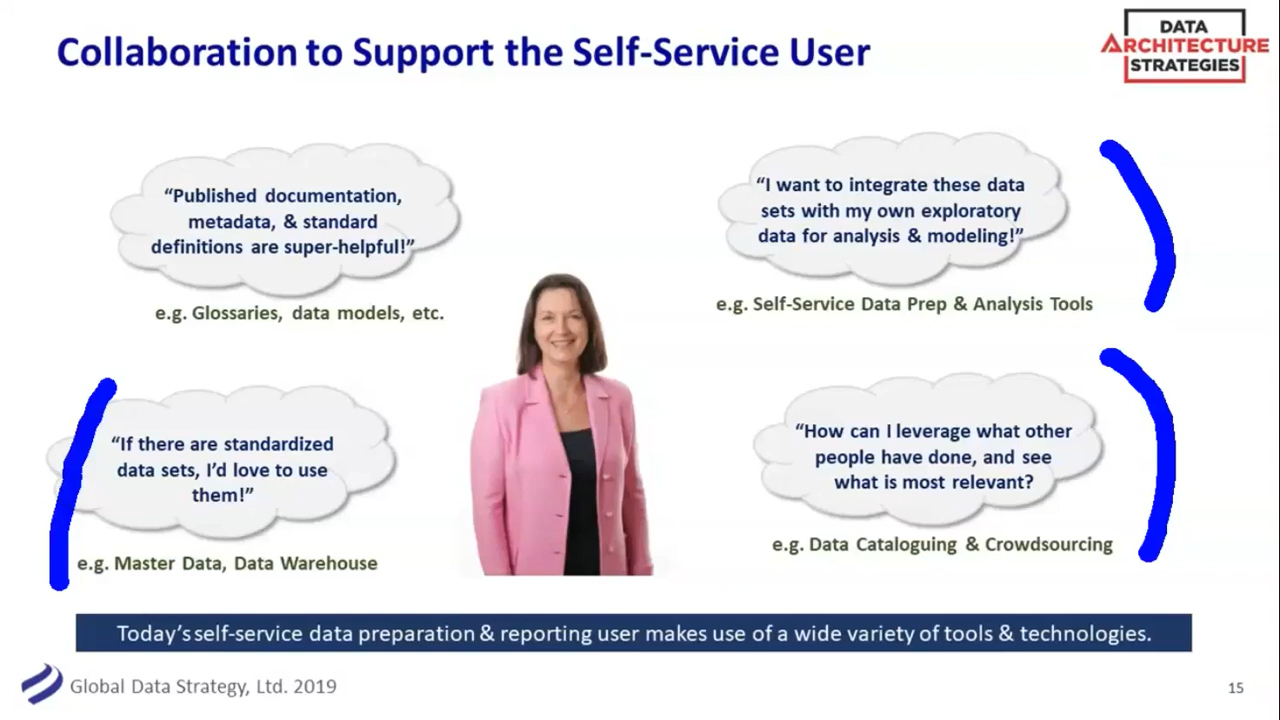 Collaboration to Support the Self-Service User
DATA
ARCHITECTURE
STRATEGIES
“Published documentation,
metadata, & standard
definitions are super-helpful!”
e.g. Glossaries, data models, etc.
“I want to integrate these data
sets with my own exploratory
data for analysis & modeling!”
e.g. Self-Service Data Prep & Analysis Tools
“If there are standardized
data sets, I’d love to use
them!”
e.g. Master Data, Data Warehouse
“How can I leverage what other
people have done, and see
what is most relevant?
e.g. Data Cataloguing & Crowdsourcing
Today’s self-service data preparation & reporting user makes use of a wide variety of tools & technologies.
Global Data Strategy, Ltd. 2019
15